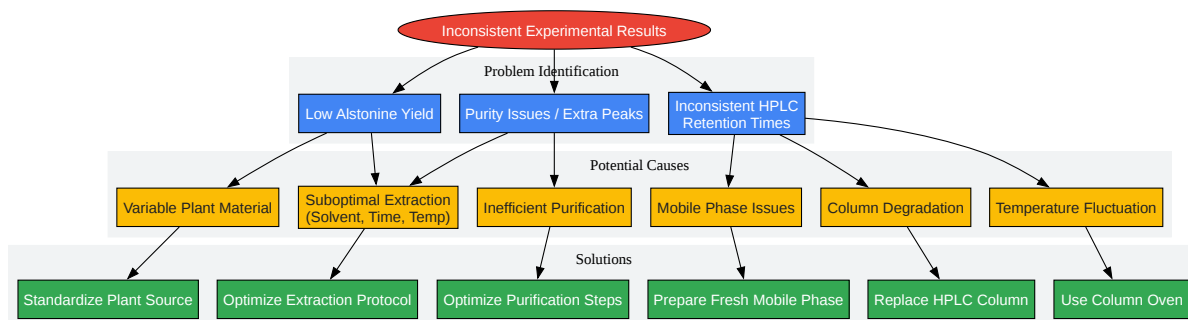 Inconsistent Experimental Results
Problem Identification
Low Alstonine Yield
Purity Issues / Extra Peaks
Inconsistent HPLC
Retention Times
Potential Causes
Variable Plant Material
Suboptimal Extraction
(Solvent, Time, Temp)
Inefficient Purification
Mobile Phase Issues
Column Degradation
Temperature Fluctuation
Solutions
Standardize Plant Source
Optimize Extraction Protocol
Optimize Purification Steps
Prepare Fresh Mobile Phase
Replace HPLC Column
Use Column Oven